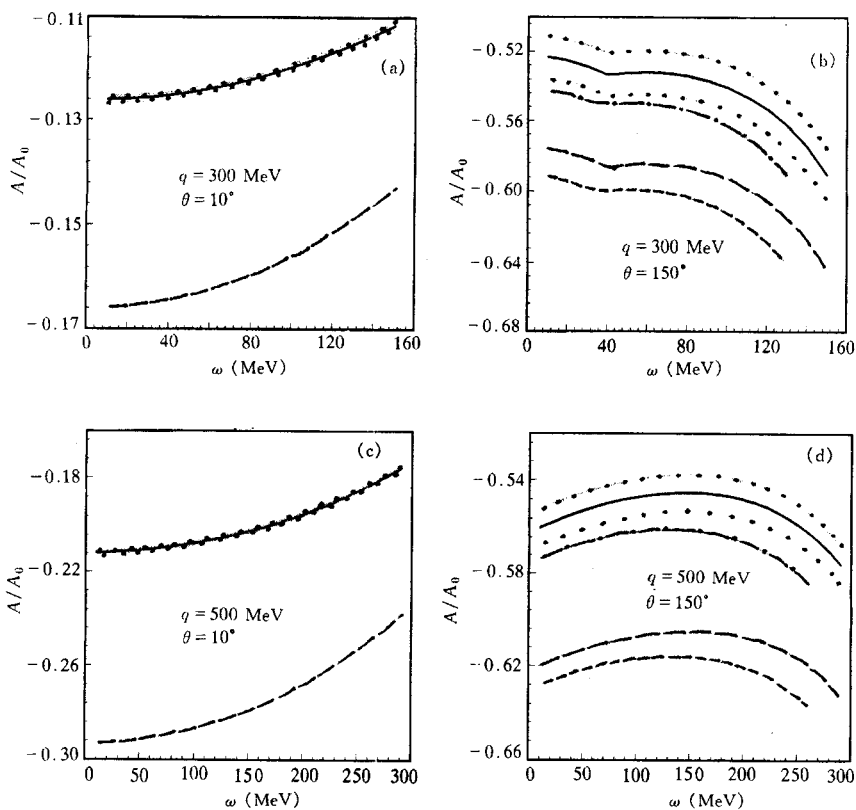 −0.11
−0.13
−0.15
−0.17
A/A₀
(a)
q = 300 MeV
θ = 10°
0 40 80 120 160
ω (MeV)
−0.52
−0.56
−0.60
−0.64
−0.68
A/A₀
(b)
q = 300 MeV
θ = 150°
0 40 80 120 160
ω (MeV)
−0.18
−0.22
−0.26
−0.30
A/A₀
(c)
q = 500 MeV
θ = 10°
0 50 100 150 200 250 300
ω (MeV)
−0.54
−0.58
−0.62
−0.66
A/A₀
(d)
q = 500 MeV
θ = 150°
0 50 100 150 200 250 300
ω (MeV)